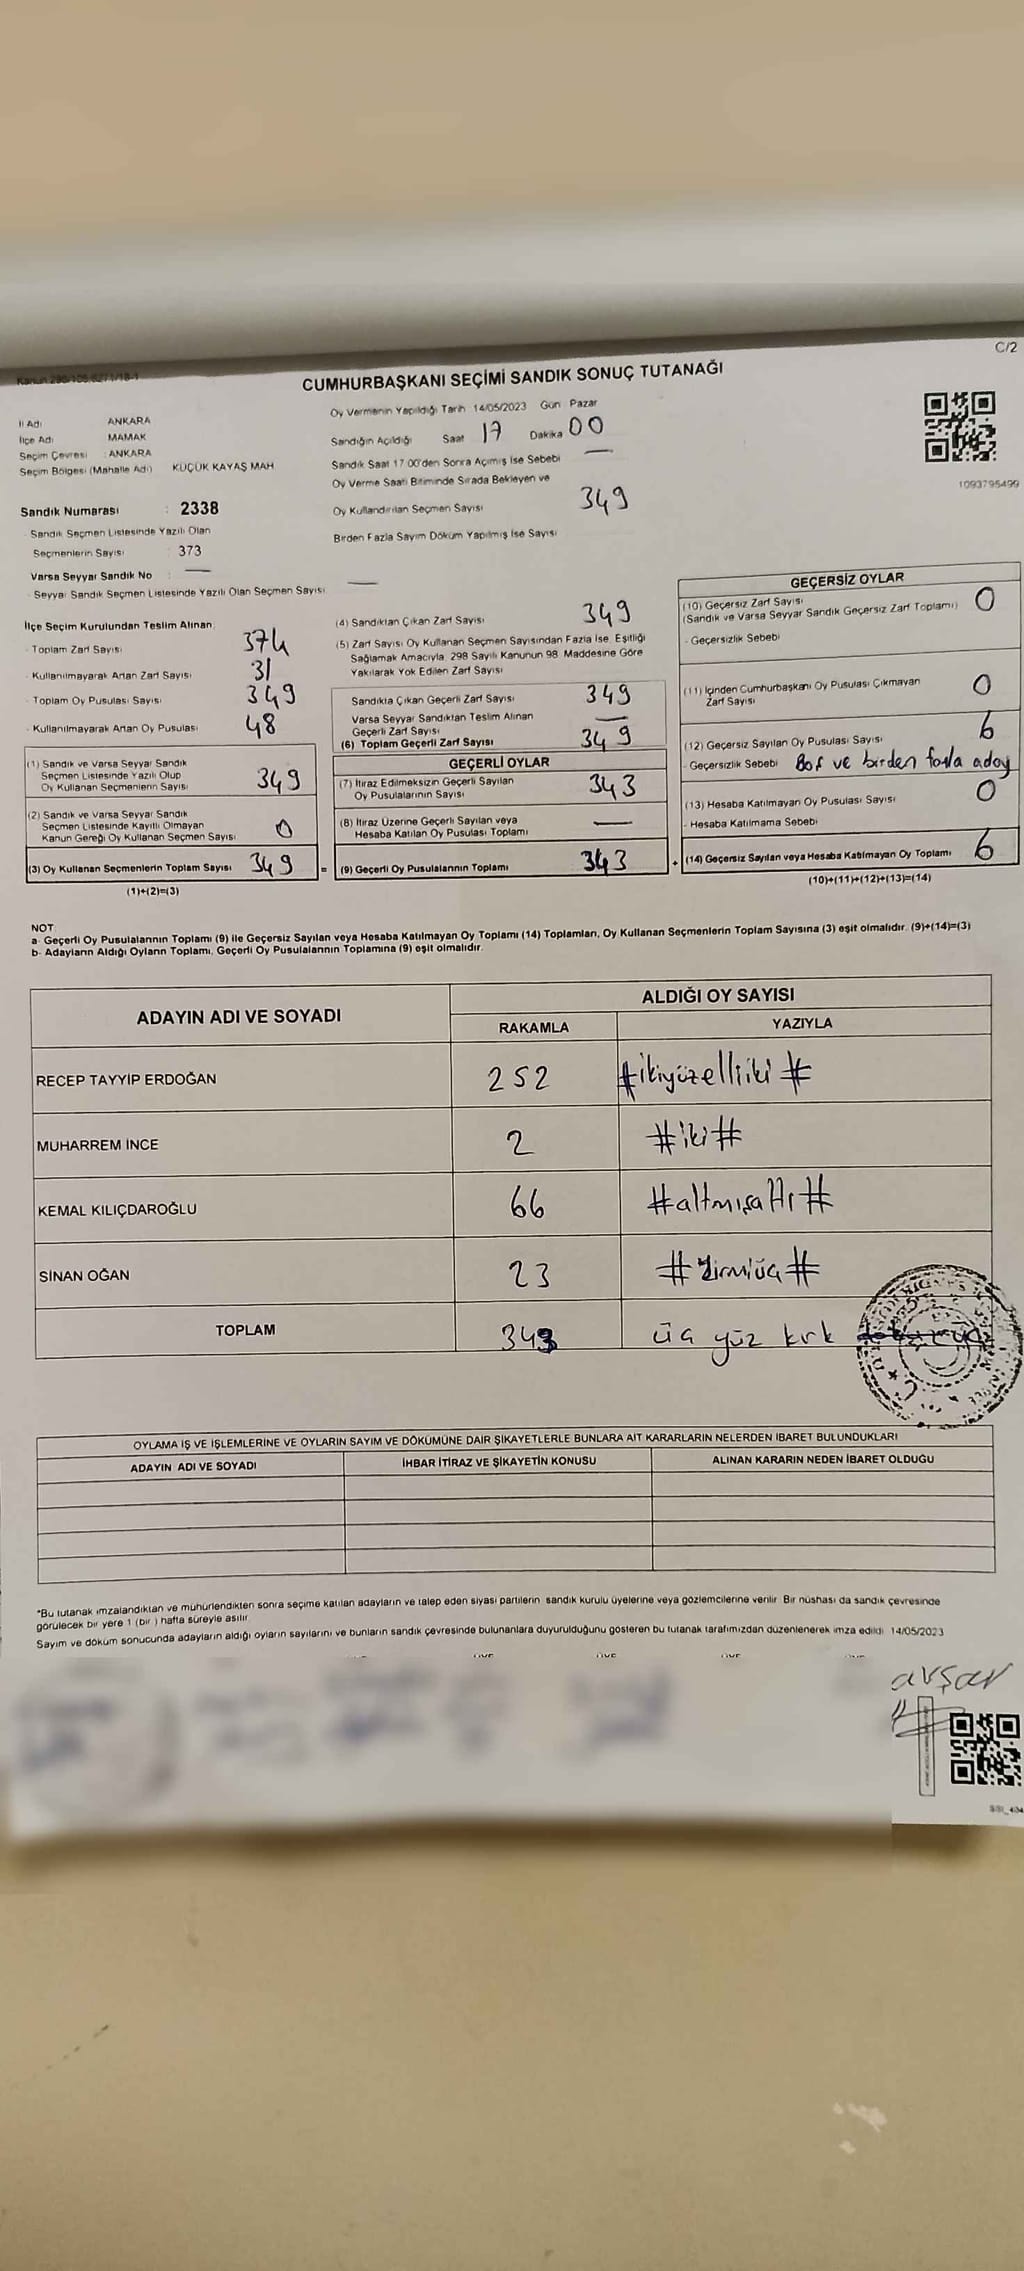 C/2
Kanun 298/105, 6271/18-1
CUMHURBAŞKANI SEÇİMİ SANDIK SONUÇ TUTANAĞI
İl Adı ANKARA
İlçe Adı MAMAK
Seçim Çevresi : ANKARA
Seçim Bölgesi (Mahalle Adı) KÜÇÜK KAYAŞ MAH
Sandık Numarası : 2338
- Sandık Seçmen Listesinde Yazılı Olan
Seçmenlerin Sayısı : 373
Varsa Seyyar Sandık No : —
- Seyyar Sandık Seçmen Listesinde Yazılı Olan Seçmen Sayısı —
Oy Vermenin Yapıldığı Tarih 14/05/2023 Gün Pazar
Sandığın Açıldığı Saat 17 Dakika 00
Sandık Saat 17.00'den Sonra Açımış İse Sebebi —
Oy Verme Saati Bitiminde Sırada Bekleyen ve
Oy Kullandırılan Seçmen Sayısı 349
Birden Fazla Sayım Döküm Yapılmış İse Sayısı
1093795499
İlçe Seçim Kurulundan Teslim Alınan
- Toplam Zarf Sayısı 374
- Kullanılmayarak Artan Zarf Sayısı 31
- Toplam Oy Pusulası Sayısı 349
- Kullanılmayarak Artan Oy Pusulası 48
(1) Sandık ve Varsa Seyyar Sandık
Seçmen Listesinde Yazılı Olup
Oy Kullanan Seçmenlerin Sayısı 349
(2) Sandık ve Varsa Seyyar Sandık
Seçmen Listesinde Kayıtlı Olmayan
Kanun Gereği Oy Kullanan Seçmen Sayısı 0
(3) Oy Kullanan Seçmenlerin Toplam Sayısı 349 =
(1)+(2)=(3)
(4) Sandıktan Çıkan Zarf Sayısı 349
(5) Zarf Sayısı Oy Kullanan Seçmen Sayısından Fazla İse, Eşitliği
Sağlamak Amacıyla 298 Sayılı Kanunun 98. Maddesine Göre
Yakılarak Yok Edilen Zarf Sayısı
Sandıkta Çıkan Geçerli Zarf Sayısı 349
Varsa Seyyar Sandıktan Teslim Alınan
Geçerli Zarf Sayısı —
(6) Toplam Geçerli Zarf Sayısı 349
GEÇERLİ OYLAR
(7) İtiraz Edilmeksizin Geçerli Sayılan
Oy Pusulalarının Sayısı 343
(8) İtiraz Üzerine Geçerli Sayılan veya
Hesaba Katılan Oy Pusulası Toplamı —
(9) Geçerli Oy Pusulalarının Toplamı 343 +
GEÇERSİZ OYLAR
(10) Geçersiz Zarf Sayısı
(Sandık ve Varsa Seyyar Sandık Geçersiz Zarf Toplamı) 0
- Geçersizlik Sebebi
(11) İçinden Cumhurbaşkanı Oy Pusulası Çıkmayan
Zarf Sayısı 0
(12) Geçersiz Sayılan Oy Pusulası Sayısı 6
- Geçersizlik Sebebi Boş ve birden fazla aday
(13) Hesaba Katılmayan Oy Pusulası Sayısı 0
- Hesaba Katılmama Sebebi
(14) Geçersiz Sayılan veya Hesaba Katılmayan Oy Toplamı 6
(10)+(11)+(12)+(13)=(14)
NOT
a- Geçerli Oy Pusulalarının Toplamı (9) ile Geçersiz Sayılan veya Hesaba Katılmayan Oy Toplamı (14) Toplamları, Oy Kullanan Seçmenlerin Toplam Sayısına (3) eşit olmalıdır. (9)+(14)=(3)
b- Adayların Aldığı Oyların Toplamı, Geçerli Oy Pusulalarının Toplamına (9) eşit olmalıdır.
ADAYIN ADI VE SOYADI ALDIĞI OY SAYISI
RAKAMLA YAZIYLA
RECEP TAYYİP ERDOĞAN 252 #ikiyüzelliiki#
MUHARREM İNCE 2 #iki#
KEMAL KILIÇDAROĞLU 66 #altmışaltı#
SİNAN OĞAN 23 #yirmiüç#
TOPLAM 343 üç yüz kırk
OYLAMA İŞ VE İŞLEMLERİNE VE OYLARIN SAYIM VE DÖKÜMÜNE DAİR ŞİKAYETLERLE BUNLARA AİT KARARLARIN NELERDEN İBARET BULUNDUKLARI
ADAYIN ADI VE SOYADI İHBAR İTİRAZ VE ŞİKAYETİN KONUSU ALINAN KARARIN NEDEN İBARET OLDUĞU
*Bu tutanak imzalandıktan ve mühürlendikten sonra seçime katılan adayların ve talep eden siyasi partilerin sandık kurulu üyelerine veya gözlemcilerine verilir. Bir nüshası da sandık çevresinde
görülecek bir yere 1 (bir ) hafta süreyle asılır.
Sayım ve döküm sonucunda adayların aldığı oyların sayılarını ve bunların sandık çevresinde bulunanlara duyurulduğunu gösteren bu tutanak tarafımızdan düzenlenerek imza edildi. 14/05/2023
avşar